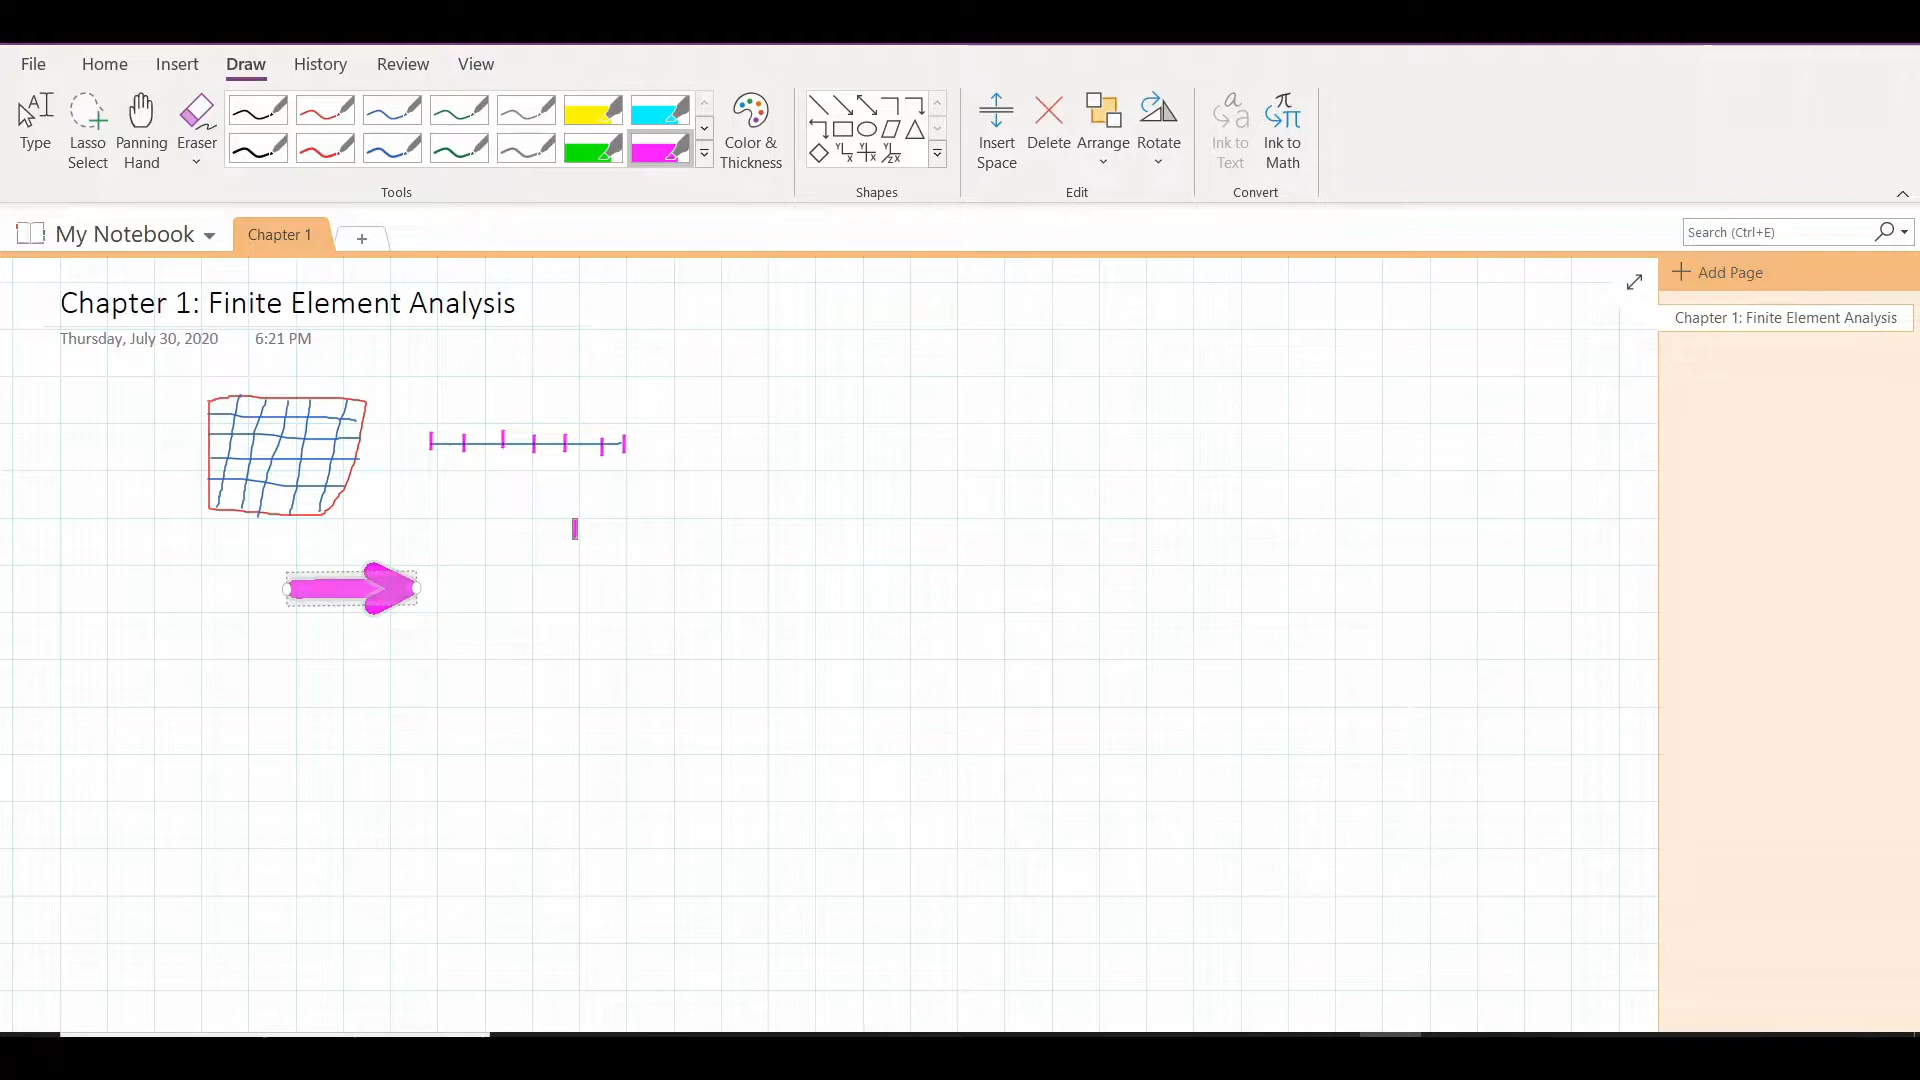 File Home Insert Draw History Review View
Type
Lasso Select
Panning Hand
Eraser
Color & Thickness
Insert Space
Delete
Arrange
Rotate
Ink to Text
Ink to Math
Tools
Shapes
Edit
Convert
My Notebook
Chapter 1
Search (Ctrl+E)
Add Page
Chapter 1: Finite Element Analysis
Thursday, July 30, 2020 6:21 PM
Chapter 1: Finite Element Analysis